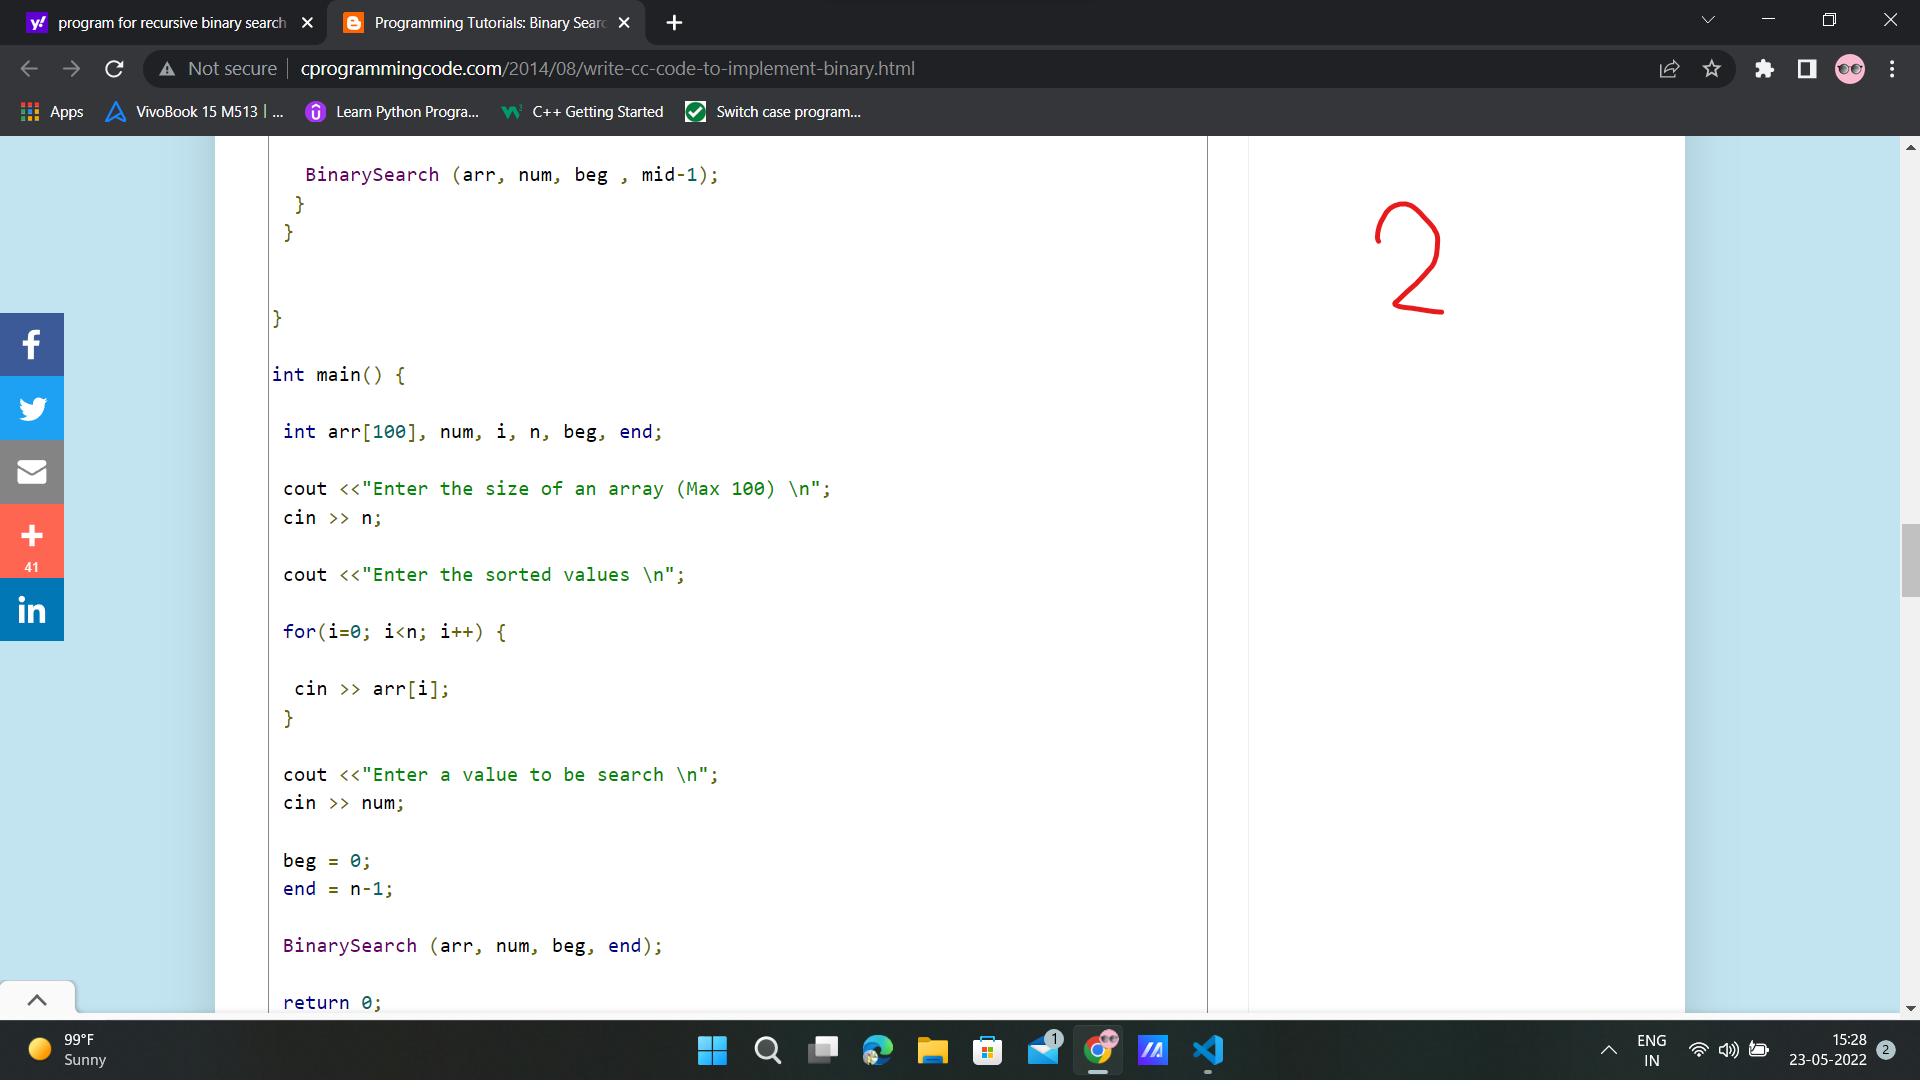 program for recursive binary search
Programming Tutorials: Binary Sear
Not secure
cprogrammingcode.com/2014/08/write-cc-code-to-implement-binary.html
Apps
VivoBook 15 M513 | ...
Learn Python Progra...
C++ Getting Started
Switch case program...
BinarySearch (arr, num, beg , mid-1);
}
}
}
int main() {
int arr[100], num, i, n, beg, end;
cout <<"Enter the size of an array (Max 100) \n";
cin >> n;
cout <<"Enter the sorted values \n";
for(i=0; i<n; i++) {
cin >> arr[i];
}
cout <<"Enter a value to be search \n";
cin >> num;
beg = 0;
end = n-1;
BinarySearch (arr, num, beg, end);
return 0;
2
41
in
99°F
Sunny
1
ENG
IN
15:28
23-05-2022
2